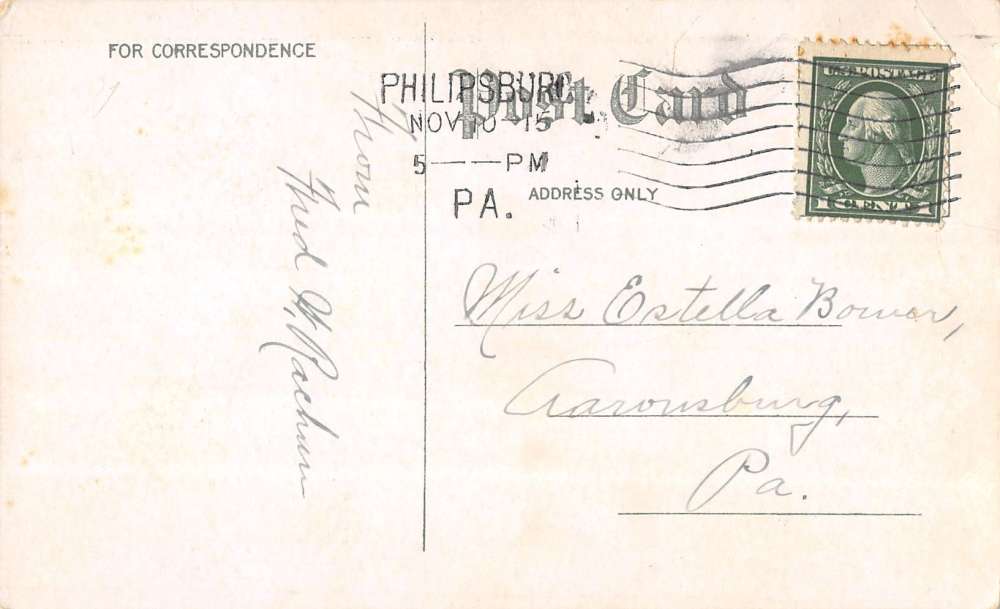 FOR CORRESPONDENCE
Post Card
PHILIPSBURG
NOV 10 15
5 — — PM
PA.
ADDRESS ONLY
U.S. POSTAGE
1 CENT 1
From
Fred W.
Miss Estella Bower,
Aaronsburg,
Pa.